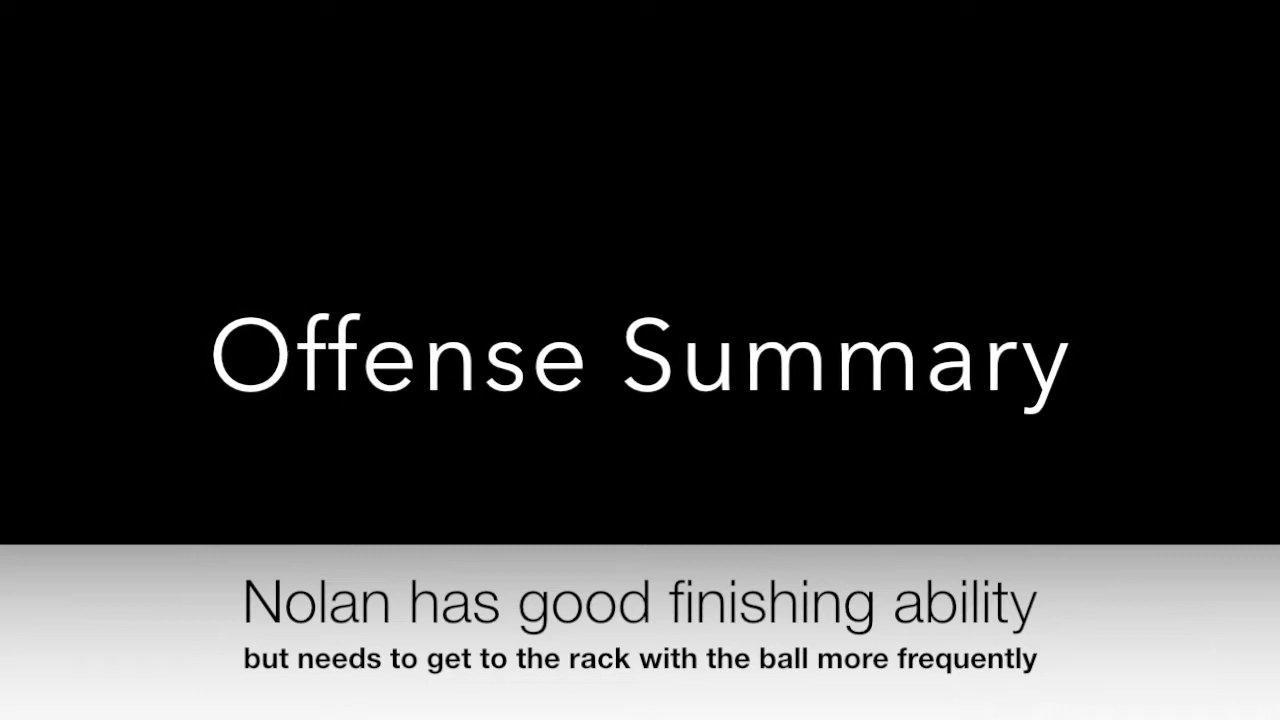 Offense Summary
Nolan has good finishing ability
but needs to get to the rack with the ball more frequently